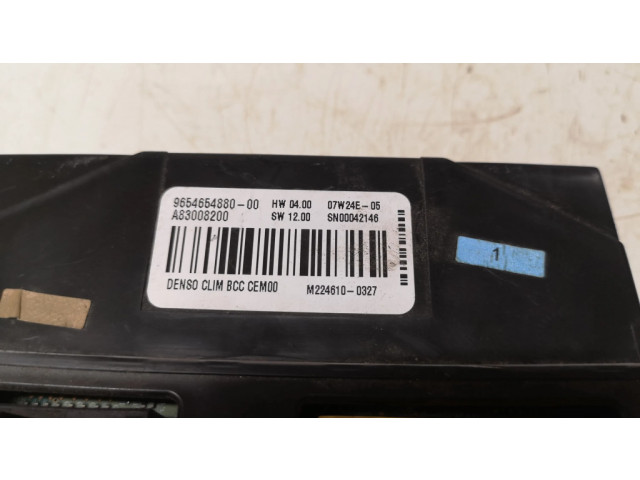 9654654880-00 HW 04.00 07W24E-05
A83008200 SW 12.00 SN00042146
DENSO CLIM BCC CEM00 M224610-0327
1